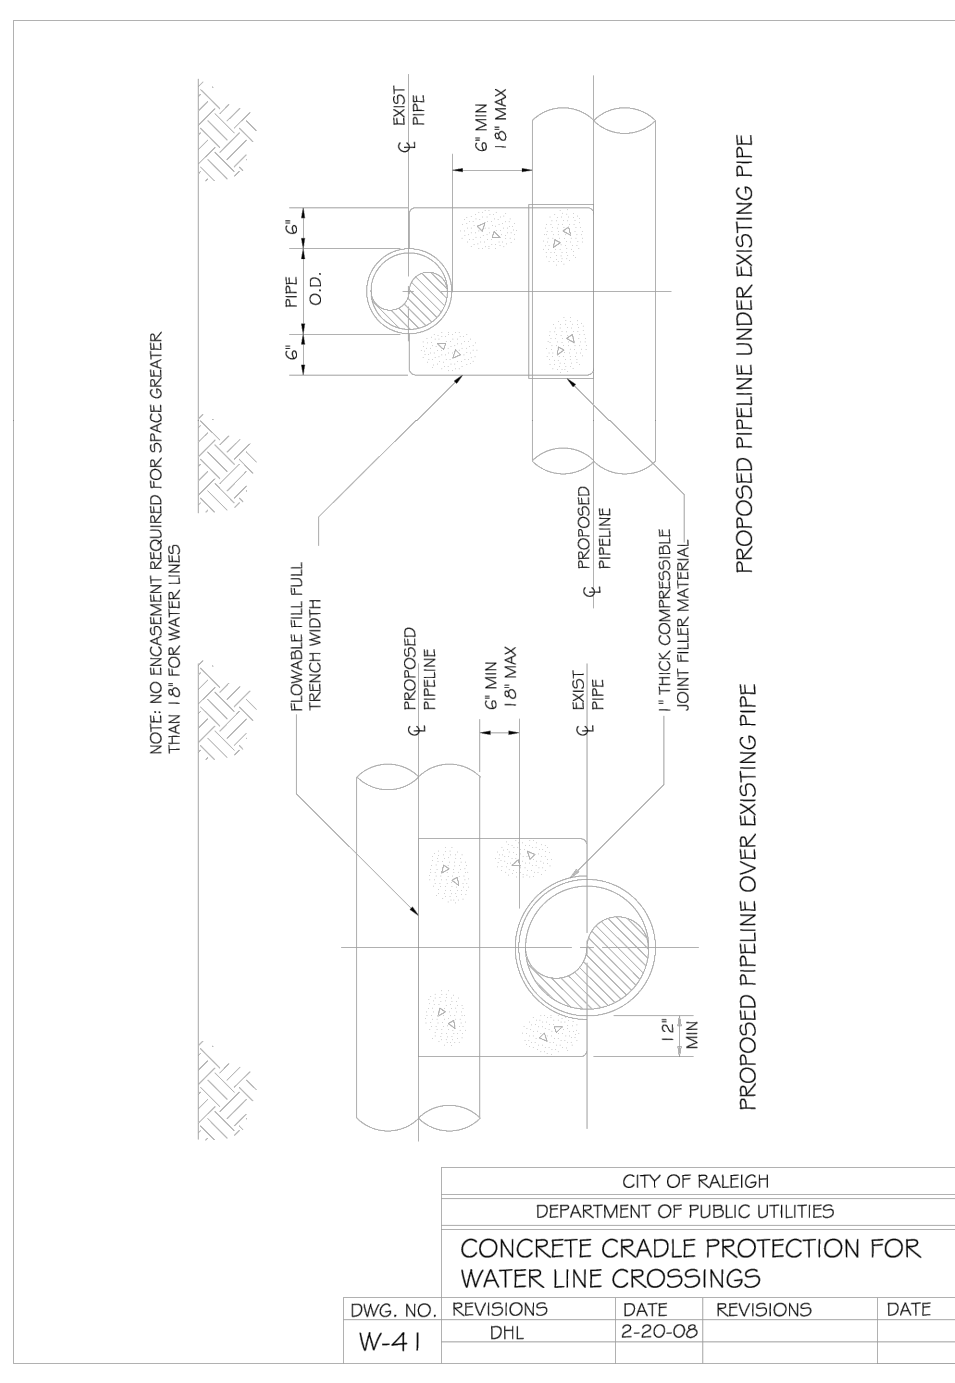 NOTE: NO ENCASEMENT REQUIRED FOR SPACE GREATER
THAN 18" FOR WATER LINES
FLOWABLE FILL FULL
TRENCH WIDTH
℄ PROPOSED
PIPELINE
6" MIN
18" MAX
℄ EXIST
PIPE
1" THICK COMPRESSIBLE
JOINT FILLER MATERIAL
12"
MIN
PROPOSED PIPELINE OVER EXISTING PIPE
6"
PIPE
O.D.
6"
℄ EXIST
PIPE
6" MIN
18" MAX
℄ PROPOSED
PIPELINE
PROPOSED PIPELINE UNDER EXISTING PIPE
CITY OF RALEIGH
DEPARTMENT OF PUBLIC UTILITIES
CONCRETE CRADLE PROTECTION FOR
WATER LINE CROSSINGS
DWG. NO. REVISIONS DATE REVISIONS DATE
W-41 DHL 2-20-08